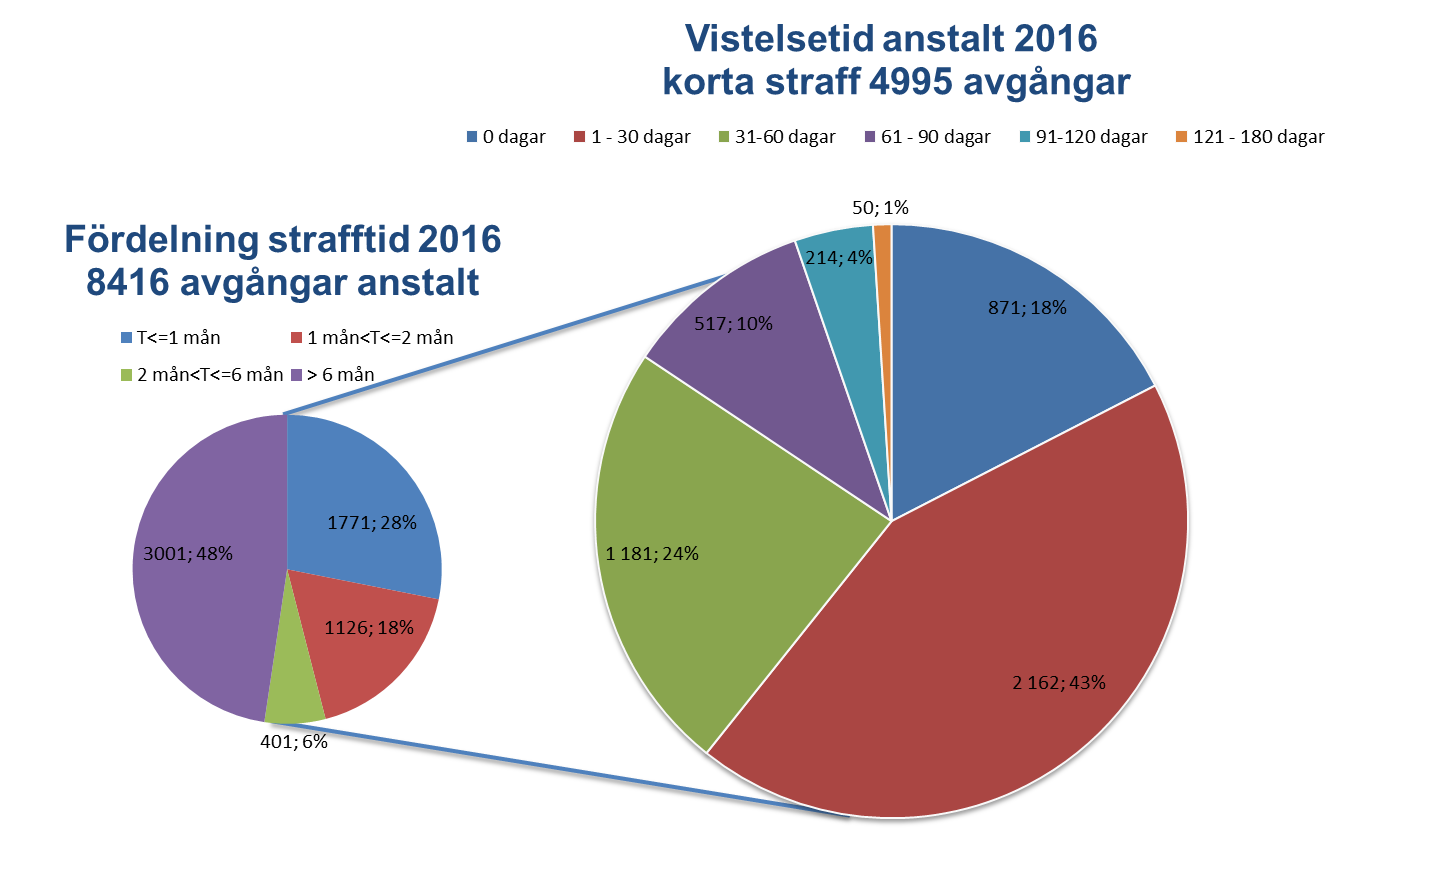 Vistelsetid anstalt 2016
korta straff 4995 avgångar
0 dagar 1 - 30 dagar 31-60 dagar 61 - 90 dagar 91-120 dagar 121 - 180 dagar
50; 1%
214; 4%
871; 18%
517; 10%
1 181; 24%
2 162; 43%
Fördelning strafftid 2016
8416 avgångar anstalt
T<=1 mån 1 mån<T<=2 mån
2 mån<T<=6 mån > 6 mån
1771; 28%
3001; 48%
1126; 18%
401; 6%